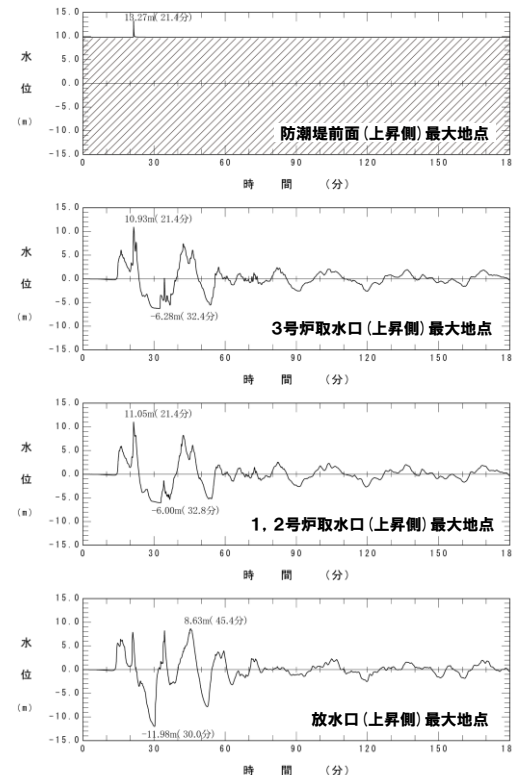 13.27m( 21.4分)
15.0
10.0
5.0
0.0
-5.0
-10.0
-15.0
水
位
(m)
防潮堤前面(上昇側)最大地点
0 30 60 90 120 150 18
時 間 (分)
15.0
10.0
5.0
0.0
-5.0
-10.0
-15.0
水
位
(m)
10.93m( 21.4分)
-6.28m( 32.4分)
3号炉取水口(上昇側)最大地点
0 30 60 90 120 150 18
時 間 (分)
15.0
10.0
5.0
0.0
-5.0
-10.0
-15.0
水
位
(m)
11.05m( 21.4分)
-6.00m( 32.8分)
1,2号炉取水口(上昇側)最大地点
0 30 60 90 120 150 18
時 間 (分)
15.0
10.0
5.0
0.0
-5.0
-10.0
-15.0
水
位
(m)
8.63m( 45.4分)
-11.98m( 30.0分)
放水口(上昇側)最大地点
0 30 60 90 120 150 18
時 間 (分)